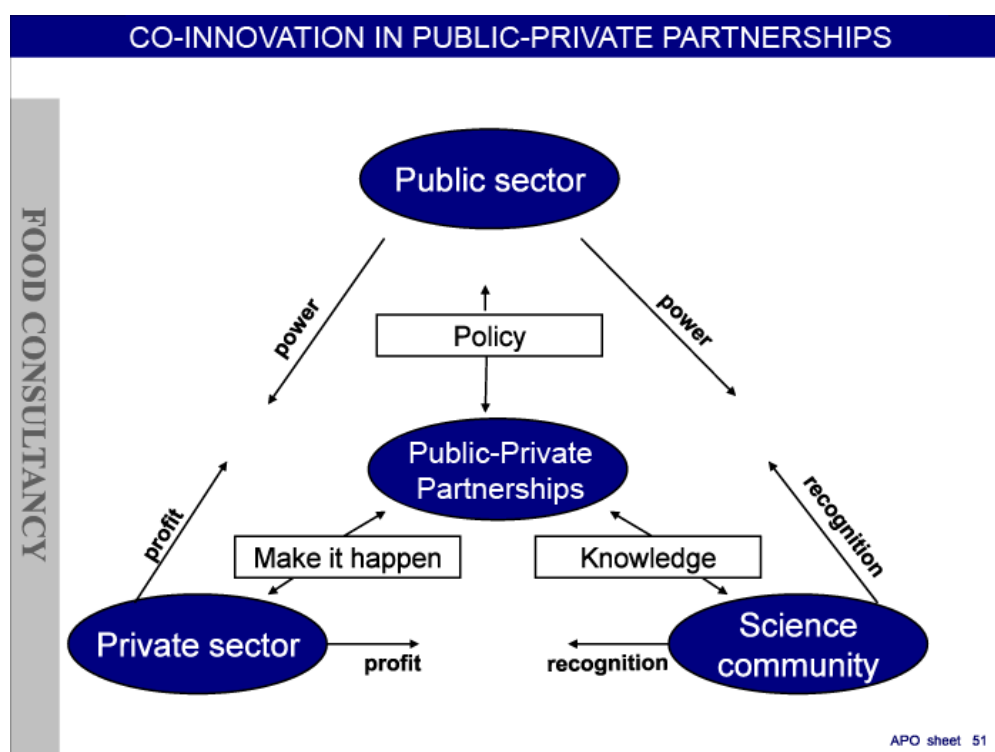 CO-INNOVATION IN PUBLIC-PRIVATE PARTNERSHIPS
FOOD CONSULTANCY
Public sector
power
power
Policy
Public-Private
Partnerships
profit
recognition
Make it happen
Knowledge
Private sector
profit
recognition
Science
community
APO sheet 51